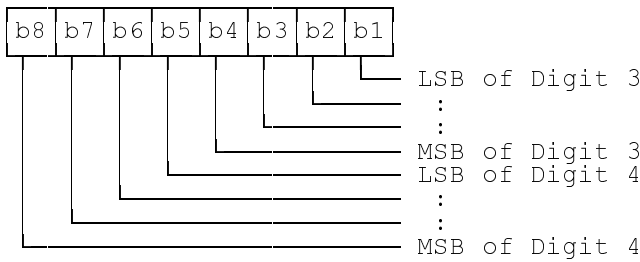 b8 b7 b6 b5 b4 b3 b2 b1
LSB of Digit 3
:
:
MSB of Digit 3
LSB of Digit 4
:
:
MSB of Digit 4